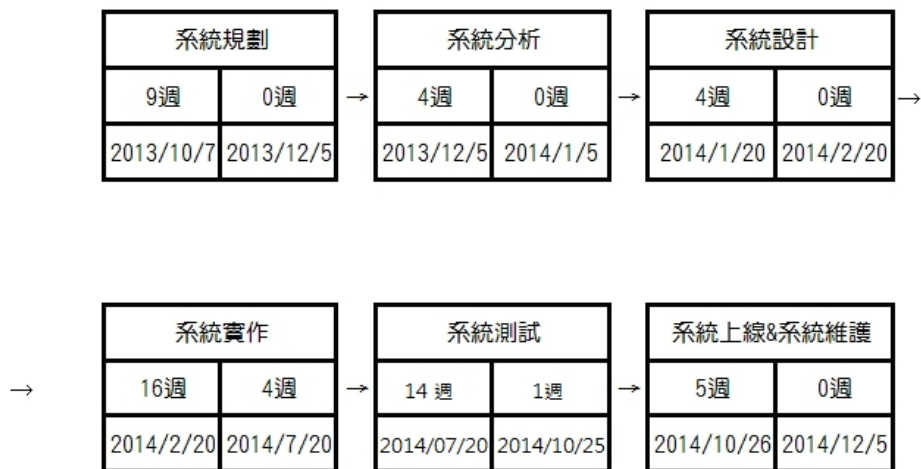 系統規劃 系統分析 系統設計
9週 0週 → 4週 0週 → 4週 0週 →
2013/10/7 2013/12/5 2013/12/5 2014/1/5 2014/1/20 2014/2/20
系統實作 系統測試 系統上線&系統維護
→ 16週 4週 → 14 週 1週 → 5週 0週
2014/2/20 2014/7/20 2014/07/20 2014/10/25 2014/10/26 2014/12/5